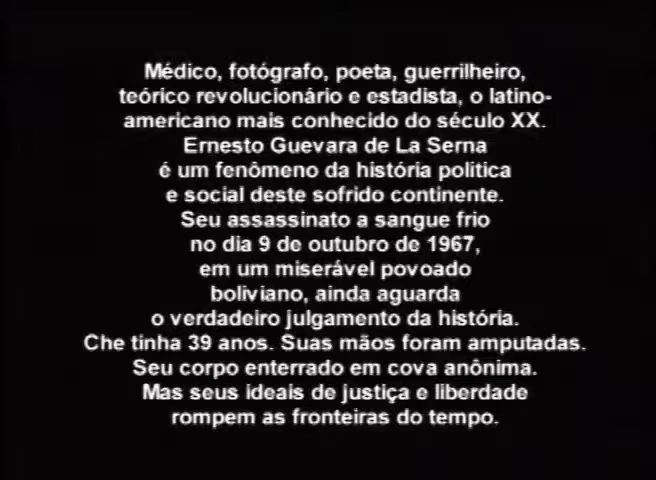 Médico, fotógrafo, poeta, guerrilheiro,
teórico revolucionário e estadista, o latino-
americano mais conhecido do século XX.
Ernesto Guevara de La Serna
é um fenômeno da história politica
e social deste sofrido continente.
Seu assassinato a sangue frio
no dia 9 de outubro de 1967,
em um miserável povoado
boliviano, ainda aguarda
o verdadeiro julgamento da história.
Che tinha 39 anos. Suas mãos foram amputadas.
Seu corpo enterrado em cova anônima.
Mas seus ideais de justiça e liberdade
rompem as fronteiras do tempo.